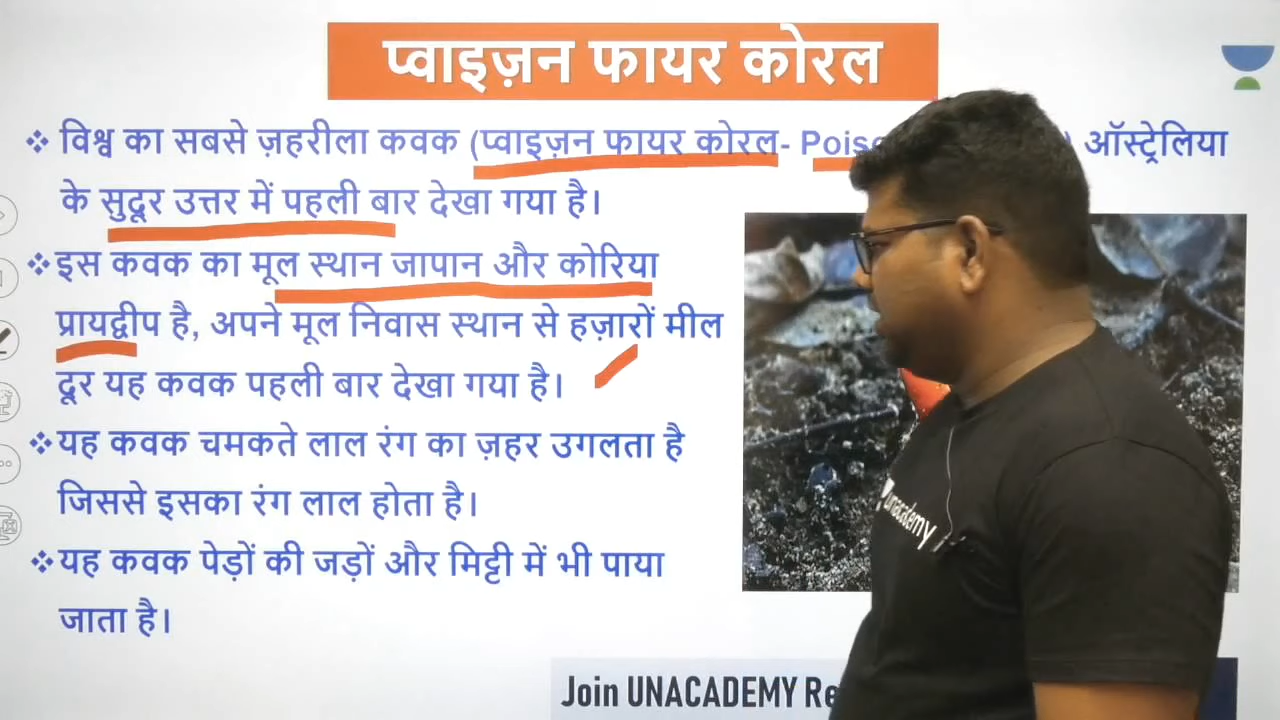 प्वाइज़न फायर कोरल
❖ विश्व का सबसे ज़हरीला कवक (प्वाइज़न फायर कोरल- ) ऑस्ट्रेलिया
के सुदूर उत्तर में पहली बार देखा गया है।
❖ इस कवक का मूल स्थान जापान और कोरिया
प्रायद्वीप है, अपने मूल निवास स्थान से हज़ारों मील
दूर यह कवक पहली बार देखा गया है।
❖ यह कवक चमकते लाल रंग का ज़हर उगलता है
जिससे इसका रंग लाल होता है।
❖ यह कवक पेड़ों की जड़ों और मिट्टी में भी पाया
जाता है।
unacademy
Join UNACADEMY